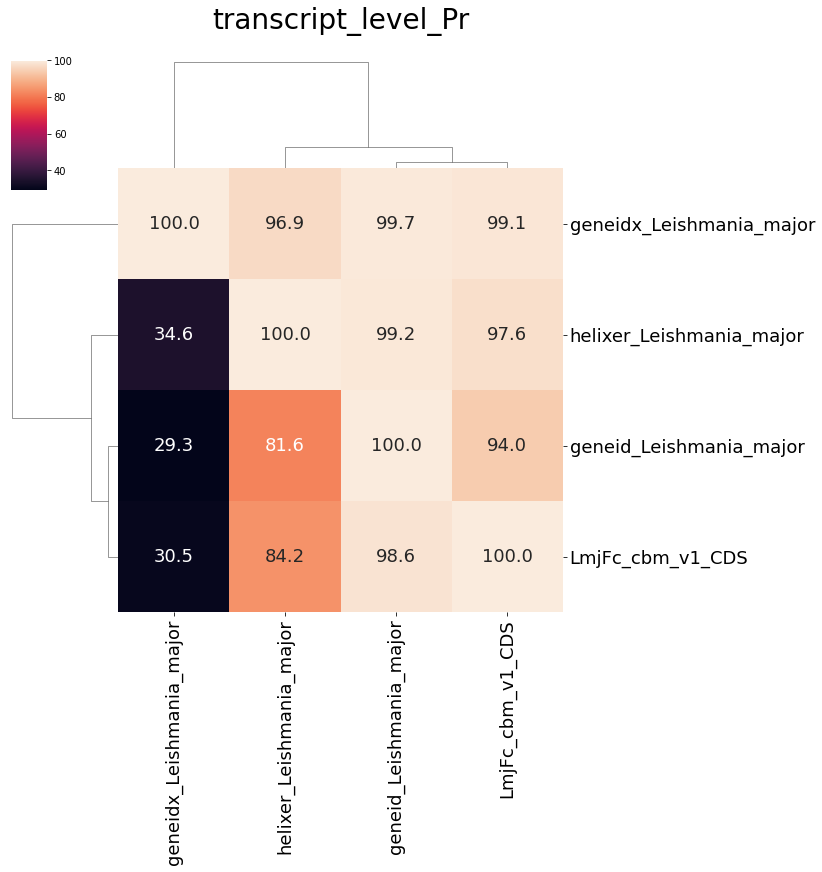 transcript_level_Pr
100
80
60
40
100.0 96.9 99.7 99.1 geneidx_Leishmania_major
34.6 100.0 99.2 97.6 helixer_Leishmania_major
29.3 81.6 100.0 94.0 geneid_Leishmania_major
30.5 84.2 98.6 100.0 LmjFc_cbm_v1_CDS
geneidx_Leishmania_major
helixer_Leishmania_major
geneid_Leishmania_major
LmjFc_cbm_v1_CDS